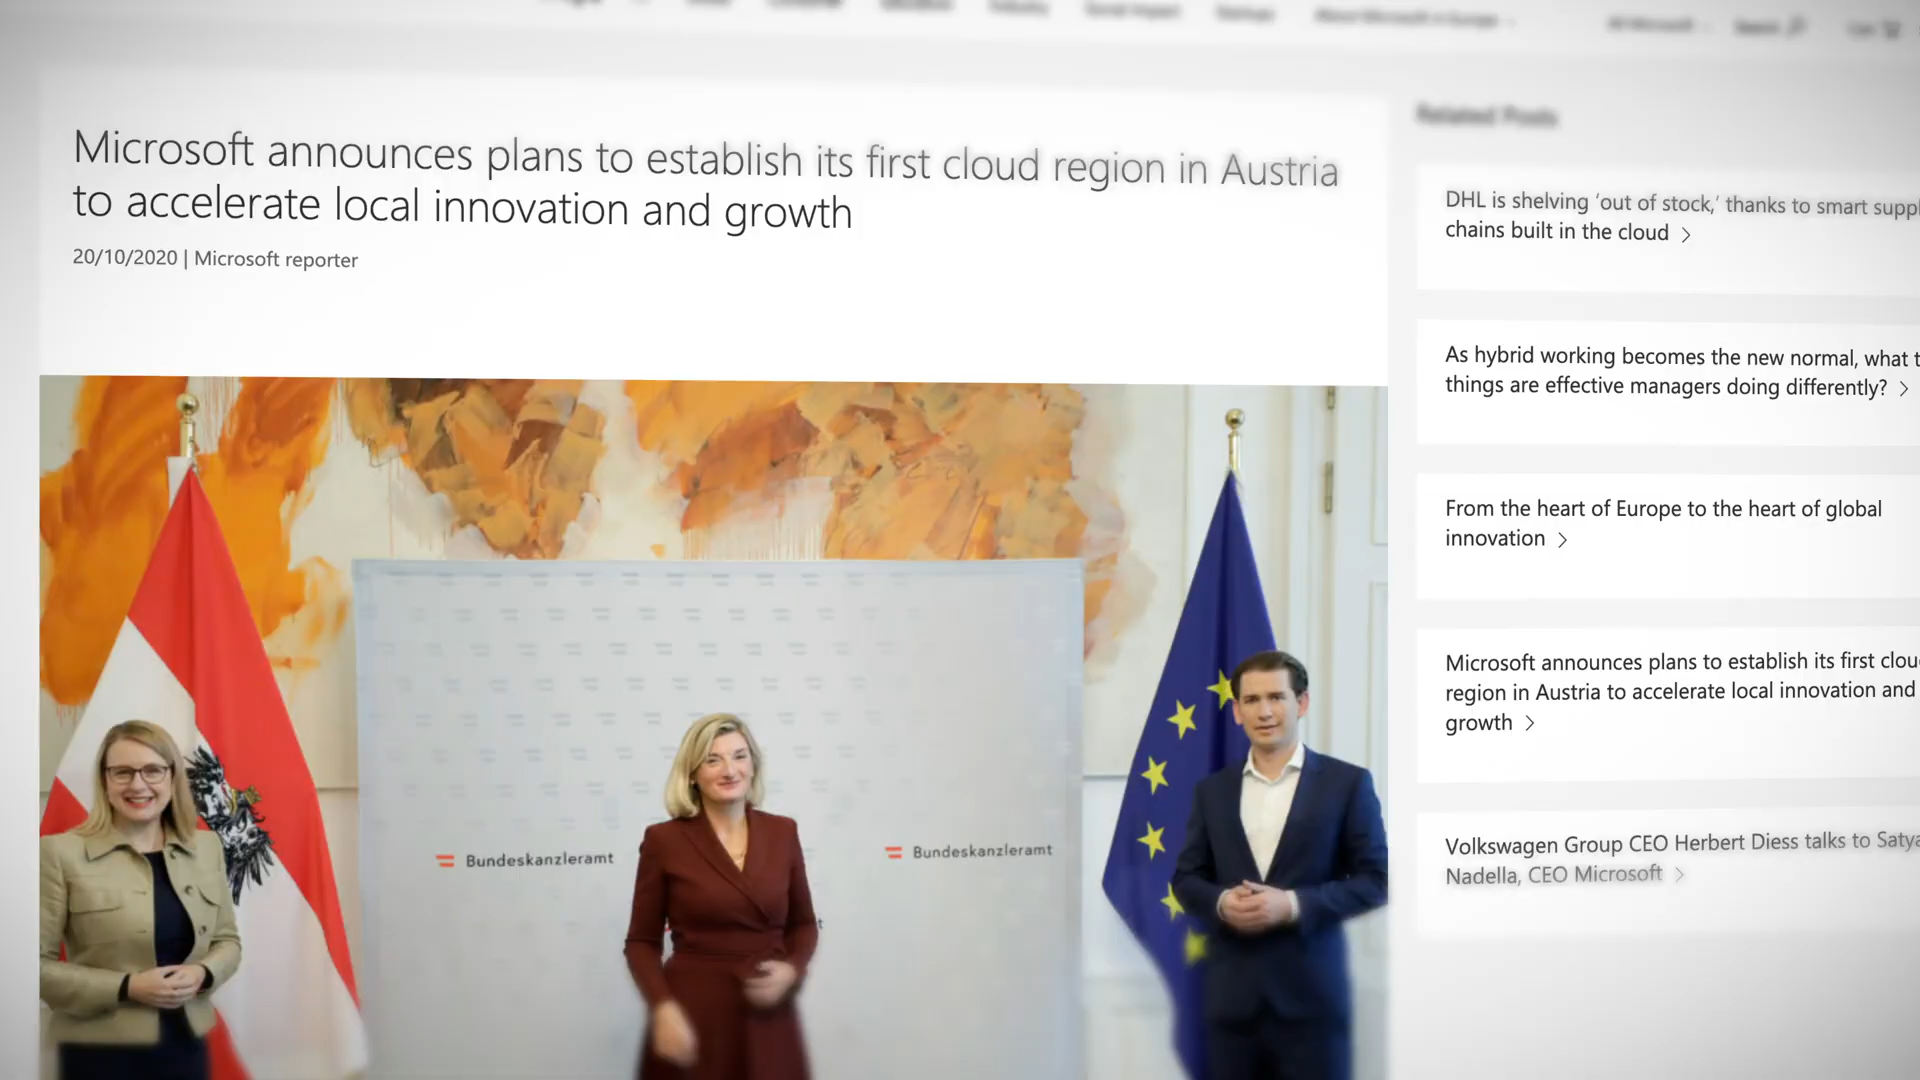 Microsoft announces plans to establish its first cloud region in Austria
to accelerate local innovation and growth
20/10/2020 | Microsoft reporter
Bundeskanzleramt
Bundeskanzleramt
Related Posts
DHL is shelving ‘out of stock,’ thanks to smart suppl
chains built in the cloud >
As hybrid working becomes the new normal, what t
things are effective managers doing differently? >
From the heart of Europe to the heart of global
innovation >
Microsoft announces plans to establish its first clou
region in Austria to accelerate local innovation and
growth >
Volkswagen Group CEO Herbert Diess talks to Satya
Nadella, CEO Microsoft >